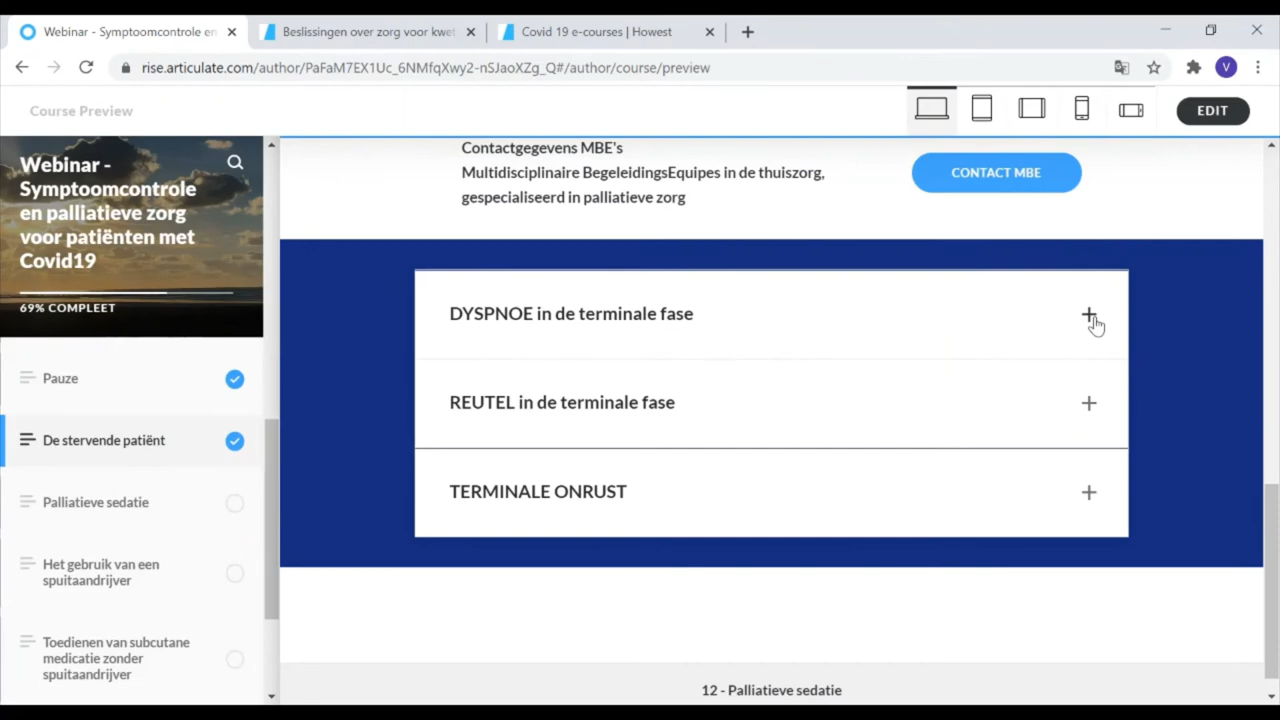 Webinar - Symptoomcontrole en
Beslissingen over zorg voor kwet
Covid 19 e-courses | Howest
rise.articulate.com/author/PaFaM7EX1Uc_6NMfqXwy2-nSJaoXZg_Q#/author/course/preview
V
Course Preview
EDIT
Webinar -
Symptoomcontrole
en palliatieve zorg
voor patiënten met
Covid19
69% COMPLEET
Pauze
De stervende patiënt
Palliatieve sedatie
Het gebruik van een
spuitaandrijver
Toedienen van subcutane
medicatie zonder
spuitaandrijver
Contactgegevens MBE's
Multidisciplinaire BegeleidingsEquipes in de thuiszorg,
gespecialiseerd in palliatieve zorg
CONTACT MBE
DYSPNOE in de terminale fase
REUTEL in de terminale fase
TERMINALE ONRUST
12 - Palliatieve sedatie